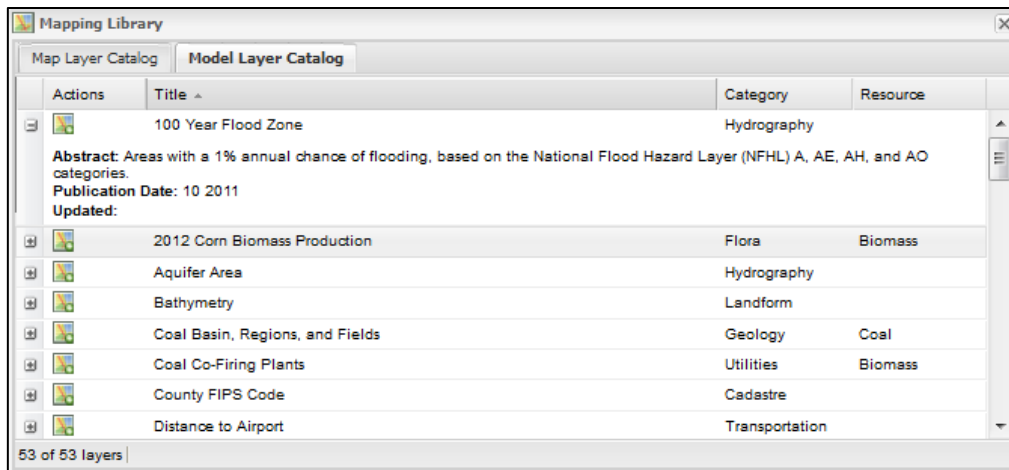 Mapping Library
Map Layer Catalog Model Layer Catalog
Actions Title Category Resource
100 Year Flood Zone Hydrography
Abstract: Areas with a 1% annual chance of flooding, based on the National Flood Hazard Layer (NFHL) A, AE, AH, and AO
categories.
Publication Date: 10 2011
Updated:
2012 Corn Biomass Production Flora Biomass
Aquifer Area Hydrography
Bathymetry Landform
Coal Basin, Regions, and Fields Geology Coal
Coal Co-Firing Plants Utilities Biomass
County FIPS Code Cadastre
Distance to Airport Transportation
53 of 53 layers